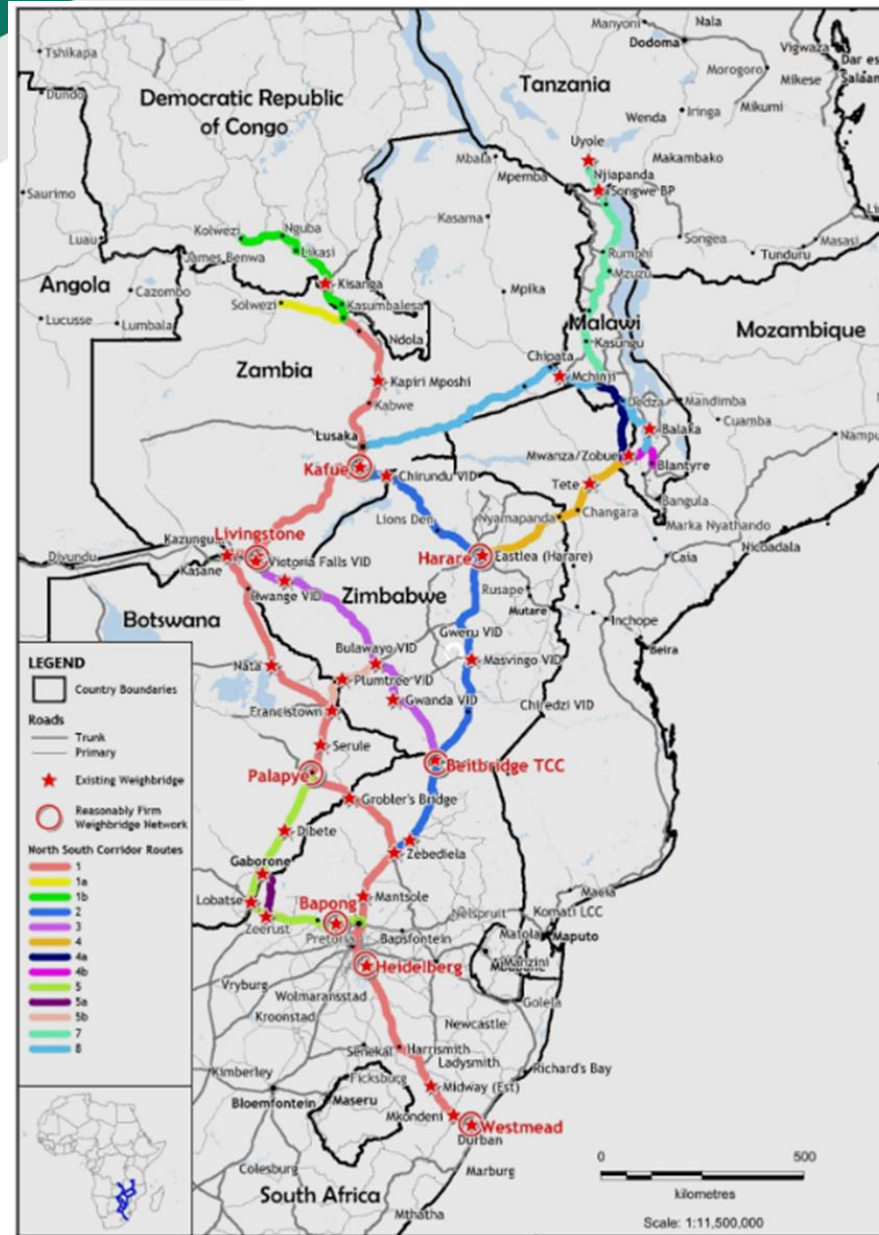 Tshikapa
Dundo
Democratic Republic
of Congo
Saurimo
Luau
Kolwezi
Nguba
Likasi
James Benwa
Kisanga
Kasumbalesa
Solwezi
Angola
Cazombo
Lucusse
Lumbala
Zambia
Ndola
Kapiri Mposhi
Kabwe
Lusaka
Kafue
Chirundu VID
Manyoni
Nala
Dodoma
Vigwaza
Dar es
Salaam
Morogoro
Mikese
Mikumi
Tanzania
Wenda
Iringa
Uyole
Makambako
Mbala
Mpemba
Njiapanda
Songwe BP
Kasama
Songea
Masasi
Tunduru
Rumphi
Mzuzu
Mpika
Malawi
Kasungu
Mozambique
Chipata
Mchinji
Dedza
Mandimba
Cuamba
Balaka
Mwanza/Zobue
Blantyre
Tete
Bangula
Changara
Nyamapanda
Marka Nyathando
Nicoadala
Caia
Lions Den
Livingstone
Kazungu
Divundu
Kasane
Victoria Falls VID
Harare
Eastlea (Harare)
Hwange VID
Zimbabwe
Rusape
Mutare
Inchope
Beira
Botswana
Gweru VID
Bulawayo VID
Masvingo VID
Nata
Plumtree VID
Gwanda VID
Chiredzi VID
Francistown
Serule
Beitbridge TCC
Palapye
Grobler's Bridge
Dibete
Zebediela
Gaborone
Lobatse
Zeerust
Bapong
Mantsole
Pretoria
Bapsfontein
Nelspruit
Komati LCC
Macia
Matola
Maputo
Manzini
Mbabane
Heidelberg
Golela
Vryburg
Wolmaransstad
Kroonstad
Newcastle
Senekal
Harrismith
Ladysmith
Richard's Bay
Kimberley
Ficksburg
Midway (Est)
Bloemfontein
Maseru
Mkondeni
Westmead
Durban
Colesburg
Marburg
South Africa
Mthatha
LEGEND
Country Boundaries
Roads
Trunk
Primary
Existing Weighbridge
Reasonably Firm
Weighbridge Network
North South Corridor Routes
1
1a
1b
2
3
4
4a
4b
5
5a
5b
7
8
0
500
kilometres
Scale: 1:11,500,000